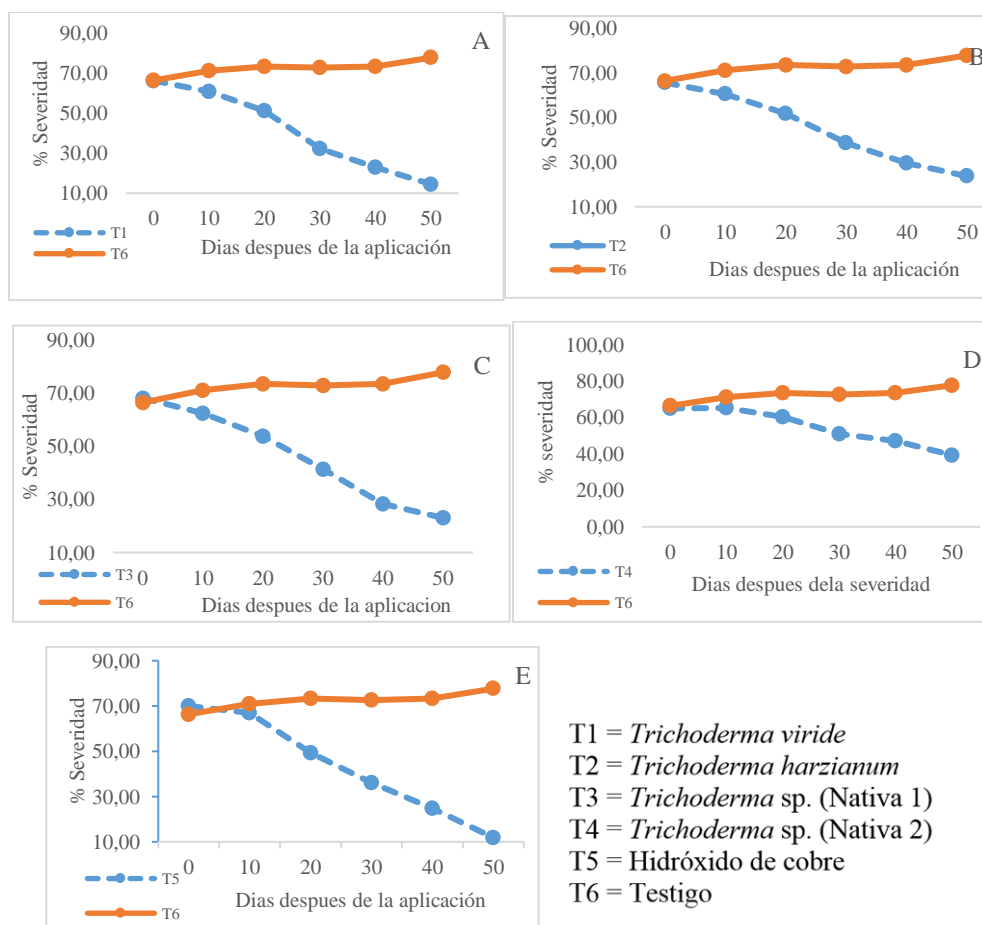 A
90,00
70,00
50,00
30,00
10,00
% Severidad
0 10 20 30 40 50
Dias despues de la aplicación
T1
T6
B
90,00
70,00
50,00
30,00
10,00
% Severidad
0 10 20 30 40 50
Dias despues de la aplicación
T2
T6
C
90,00
70,00
50,00
30,00
10,00
% Severidad
0 10 20 30 40 50
Dias despues de la aplicacion
T3
T6
D
100,00
80,00
60,00
40,00
20,00
0,00
% severidad
0 10 20 30 40 50
Dias despues dela severidad
T4
T6
E
90,00
70,00
50,00
30,00
10,00
% Severidad
0 10 20 30 40 50
Dias despues de la aplicación
T5
T6
T1 = Trichoderma viride
T2 = Trichoderma harzianum
T3 = Trichoderma sp. (Nativa 1)
T4 = Trichoderma sp. (Nativa 2)
T5 = Hidróxido de cobre
T6 = Testigo